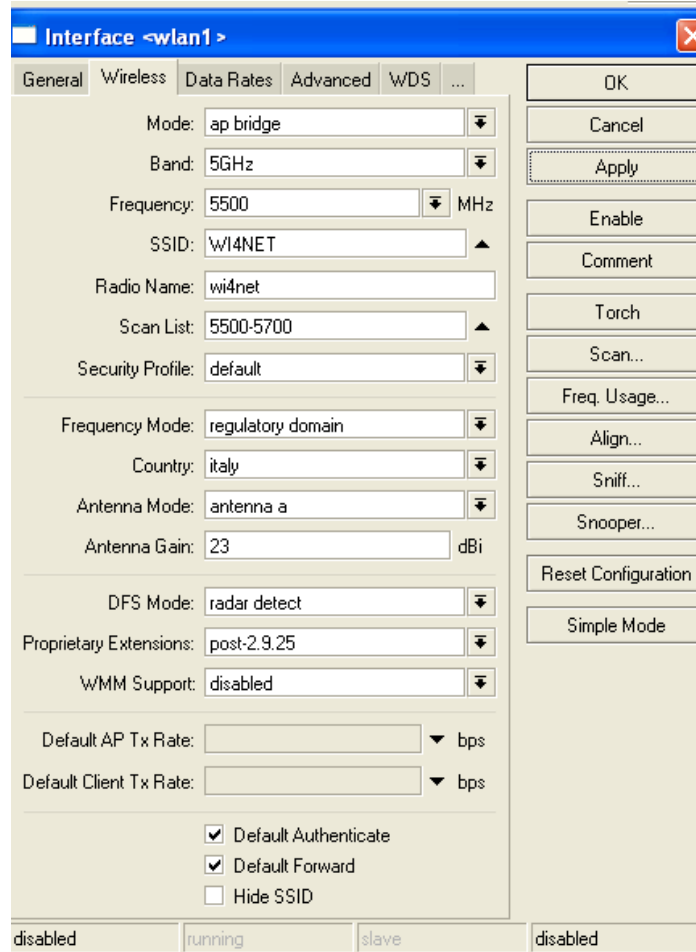 Interface <wlan1>
General Wireless Data Rates Advanced WDS ...
Mode: ap bridge
Band: 5GHz
Frequency: 5500 MHz
SSID: WI4NET
Radio Name: wi4net
Scan List: 5500-5700
Security Profile: default
Frequency Mode: regulatory domain
Country: italy
Antenna Mode: antenna a
Antenna Gain: 23 dBi
DFS Mode: radar detect
Proprietary Extensions: post-2.9.25
WMM Support: disabled
Default AP Tx Rate: bps
Default Client Tx Rate: bps
Default Authenticate
Default Forward
Hide SSID
OK
Cancel
Apply
Enable
Comment
Torch
Scan...
Freq. Usage...
Align...
Sniff...
Snooper...
Reset Configuration
Simple Mode
disabled running slave disabled